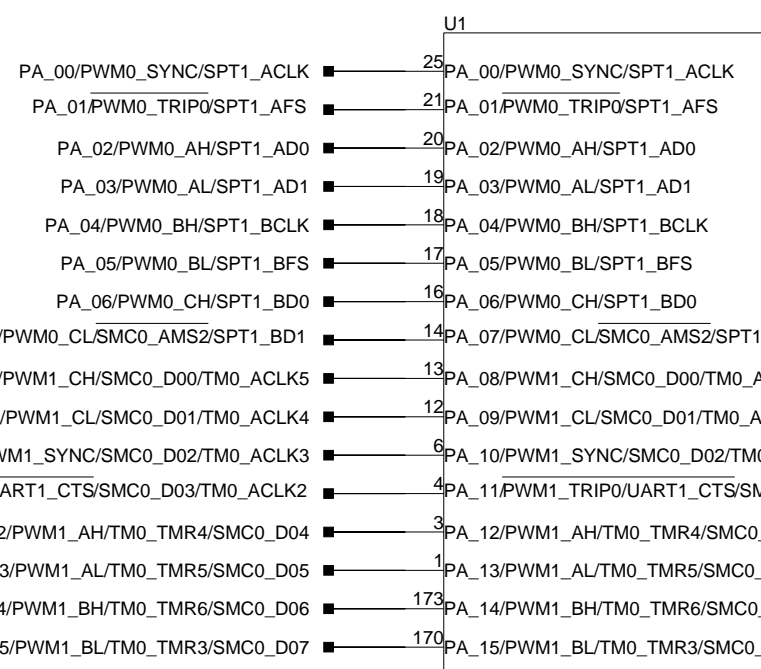 U1
PA_00/PWM0_SYNC/SPT1_ACLK 25 PA_00/PWM0_SYNC/SPT1_ACLK
PA_01/PWM0_TRIP0/SPT1_AFS 21 PA_01/PWM0_TRIP0/SPT1_AFS
PA_02/PWM0_AH/SPT1_AD0 20 PA_02/PWM0_AH/SPT1_AD0
PA_03/PWM0_AL/SPT1_AD1 19 PA_03/PWM0_AL/SPT1_AD1
PA_04/PWM0_BH/SPT1_BCLK 18 PA_04/PWM0_BH/SPT1_BCLK
PA_05/PWM0_BL/SPT1_BFS 17 PA_05/PWM0_BL/SPT1_BFS
PA_06/PWM0_CH/SPT1_BD0 16 PA_06/PWM0_CH/SPT1_BD0
/PWM0_CL/SMC0_AMS2/SPT1_BD1 14 PA_07/PWM0_CL/SMC0_AMS2/SPT1
/PWM1_CH/SMC0_D00/TM0_ACLK5 13 PA_08/PWM1_CH/SMC0_D00/TM0_A
/PWM1_CL/SMC0_D01/TM0_ACLK4 12 PA_09/PWM1_CL/SMC0_D01/TM0_A
WM1_SYNC/SMC0_D02/TM0_ACLK3 6 PA_10/PWM1_SYNC/SMC0_D02/TM0
ART1_CTS/SMC0_D03/TM0_ACLK2 4 PA_11/PWM1_TRIP0/UART1_CTS/SM
2/PWM1_AH/TM0_TMR4/SMC0_D04 3 PA_12/PWM1_AH/TM0_TMR4/SMC0_
3/PWM1_AL/TM0_TMR5/SMC0_D05 1 PA_13/PWM1_AL/TM0_TMR5/SMC0_
4/PWM1_BH/TM0_TMR6/SMC0_D06 173 PA_14/PWM1_BH/TM0_TMR6/SMC0_
5/PWM1_BL/TM0_TMR3/SMC0_D07 170 PA_15/PWM1_BL/TM0_TMR3/SMC0_